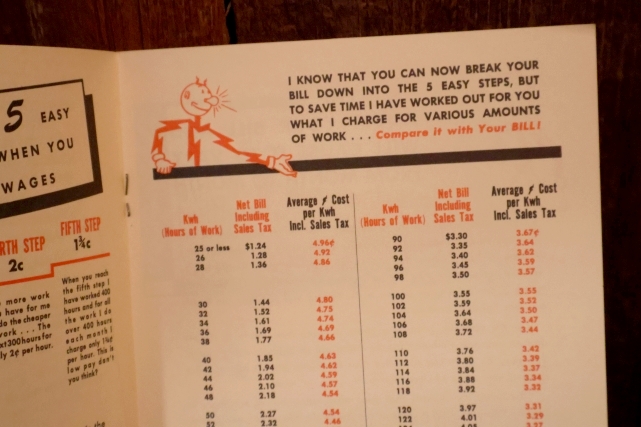 5 EASY
WHEN YOU
WAGES
RTH STEP
2c
FIFTH STEP
1¾c
more work
have for me
do the cheaper
work . . . The
xt 300 hours for
ly 2¢ per hour.
When you reach
the fifth step I
have worked 400
hours and for all
the work I do
over 400 hours
each month I
charge only 1¾¢
per hour. This is
low pay don't
you think?
I KNOW THAT YOU CAN NOW BREAK YOUR
BILL DOWN INTO THE 5 EASY STEPS, BUT
TO SAVE TIME I HAVE WORKED OUT FOR YOU
WHAT I CHARGE FOR VARIOUS AMOUNTS
OF WORK . . . Compare it with Your BILL!
Kwh
(Hours of Work)
Net Bill
Including
Sales Tax
Average ¢ Cost
per Kwh
Incl. Sales Tax
25 or less $1.24 4.96¢
26 1.28 4.92
28 1.36 4.86
30 1.44 4.80
32 1.52 4.75
34 1.61 4.74
36 1.69 4.69
38 1.77 4.66
40 1.85 4.63
42 1.94 4.62
44 2.02 4.59
46 2.10 4.57
48 2.18 4.54
50 2.27 4.54
52 2.32 4.46
Kwh
(Hours of Work)
Net Bill
Including
Sales Tax
Average ¢ Cost
per Kwh
Incl. Sales Tax
90 $3.30 3.67¢
92 3.35 3.64
94 3.40 3.62
96 3.45 3.59
98 3.50 3.57
100 3.55 3.55
102 3.59 3.52
104 3.64 3.50
106 3.68 3.47
108 3.72 3.44
110 3.76 3.42
112 3.80 3.39
114 3.84 3.37
116 3.88 3.34
118 3.92 3.32
120 3.97 3.31
122 4.01 3.29